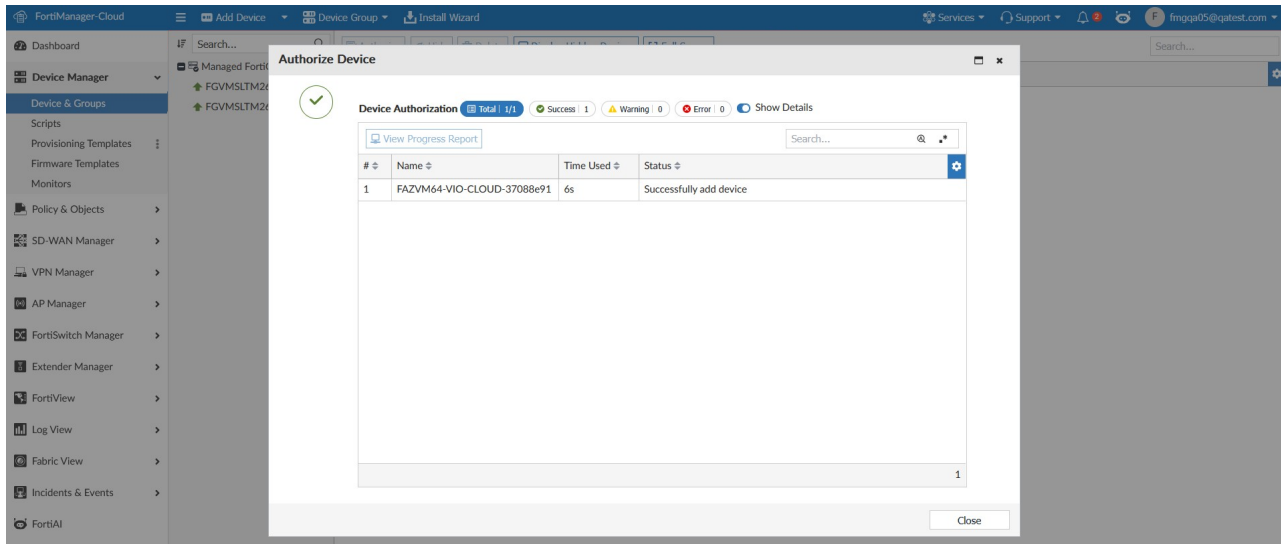 FortiManager-Cloud
Add Device
Device Group
Install Wizard
Services
Support
2
F
fmgqa05@qatest.com
Dashboard
Device Manager
Device & Groups
Scripts
Provisioning Templates
Firmware Templates
Monitors
Policy & Objects
SD-WAN Manager
VPN Manager
AP Manager
FortiSwitch Manager
Extender Manager
FortiView
Log View
Fabric View
Incidents & Events
FortiAI
Search...
Managed
FGVMSLTM26
FGVMSLTM26
Search...
Authorize Device
Device Authorization Total 1/1 Success 1 Warning 0 Error 0 Show Details
View Progress Report Search... .*
# Name Time Used Status
1 FAZVM64-VIO-CLOUD-37088e91 6s Successfully add device
1
Close